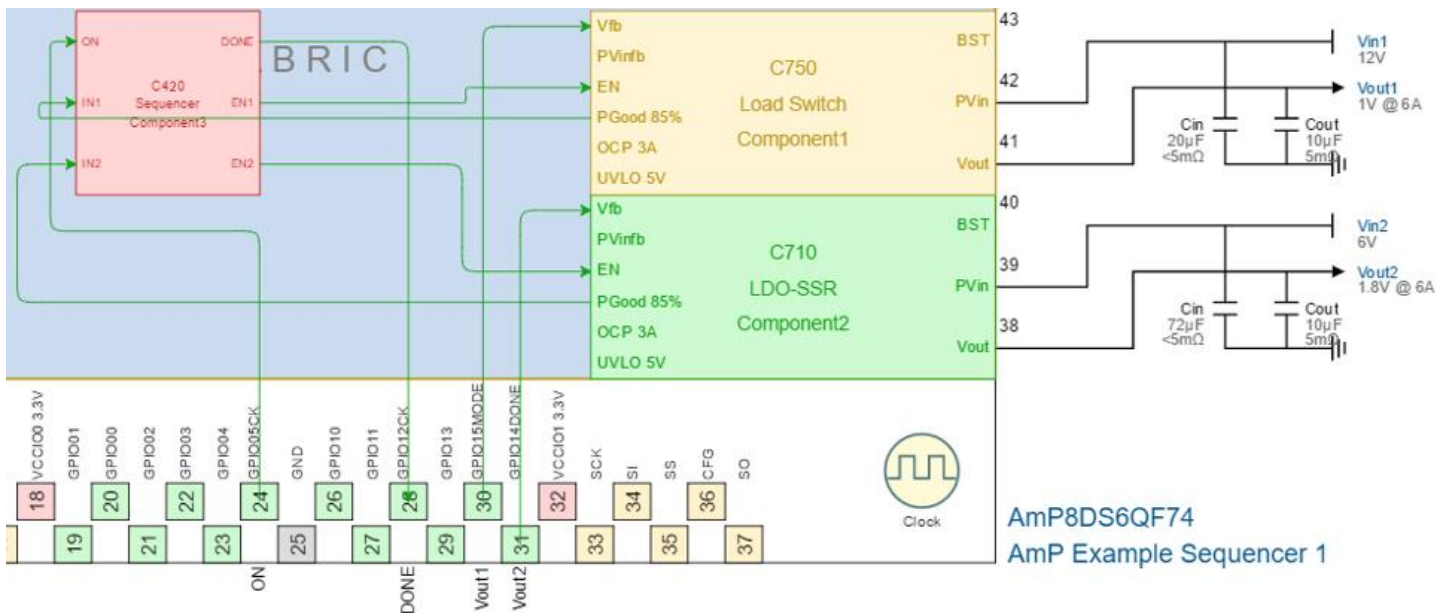 ON
DONE
BRIC
C420
Sequencer
Component3
IN1
EN1
IN2
EN2
Vfb
PVinfb
EN
PGood 85%
OCP 3A
UVLO 5V
C750
Load Switch
Component1
BST
PVin
Vout
43
42
41
Vin1
12V
Vout1
1V @ 6A
Cin
20µF
<5mΩ
Cout
10µF
5mΩ
Vfb
PVinfb
EN
PGood 85%
OCP 3A
UVLO 5V
C710
LDO-SSR
Component2
BST
PVin
Vout
40
39
38
Vin2
6V
Vout2
1.8V @ 6A
Cin
72µF
<5mΩ
Cout
10µF
5mΩ
VCCIO0 3.3V
GPIO01
GPIO00
GPIO02
GPIO03
GPIO04
GPIO05CK
GND
GPIO10
GPIO11
GPIO12CK
GPIO13
GPIO15MODE
GPIO14DONE
VCCIO1 3.3V
SCK
SI
SS
CFG
SO
18
20
22
24
26
28
30
32
34
36
19
21
23
25
27
29
31
33
35
37
ON
DONE
Vout1
Vout2
Clock
AmP8DS6QF74
AmP Example Sequencer 1